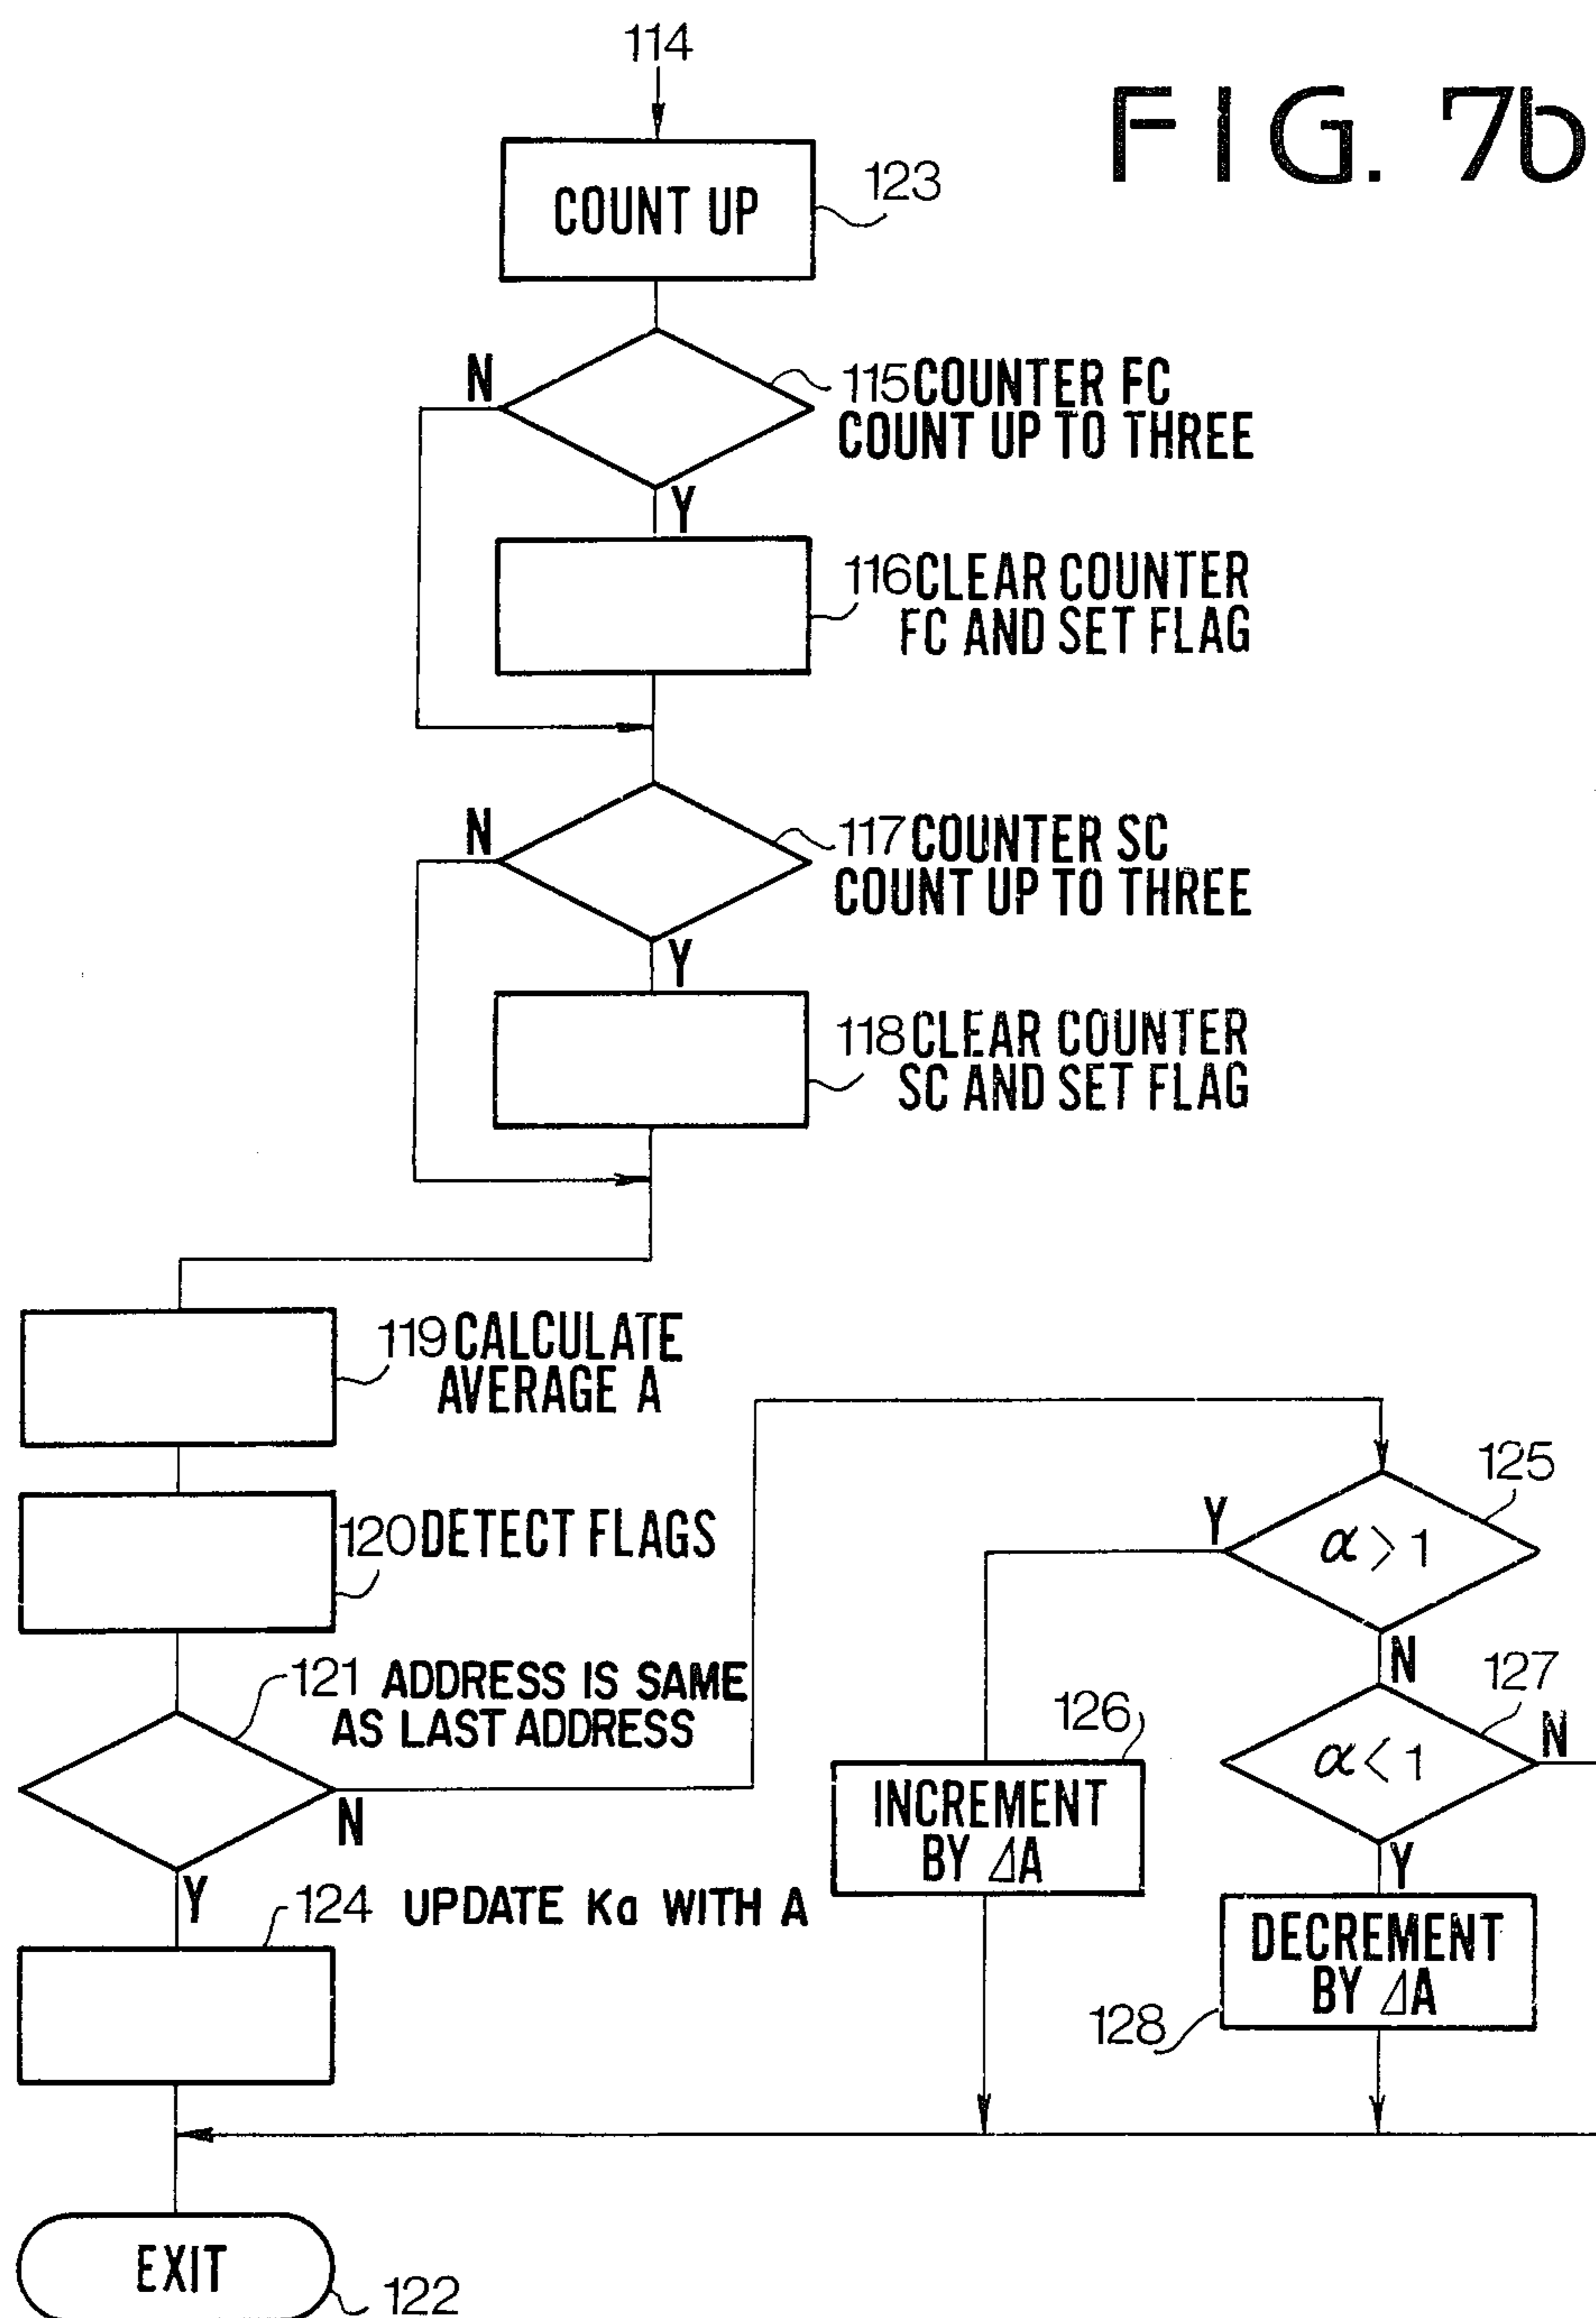 114
FIG. 7b
COUNT UP
123
N
115 COUNTER FC
COUNT UP TO THREE
Y
116 CLEAR COUNTER
FC AND SET FLAG
N
117 COUNTER SC
COUNT UP TO THREE
Y
118 CLEAR COUNTER
SC AND SET FLAG
119 CALCULATE
AVERAGE A
120 DETECT FLAGS
121 ADDRESS IS SAME
AS LAST ADDRESS
N
Y
124 UPDATE Ka WITH A
125
Y
α > 1
N
127
α < 1
N
Y
126
INCREMENT
BY ⊿A
DECREMENT
BY ⊿A
128
EXIT
122